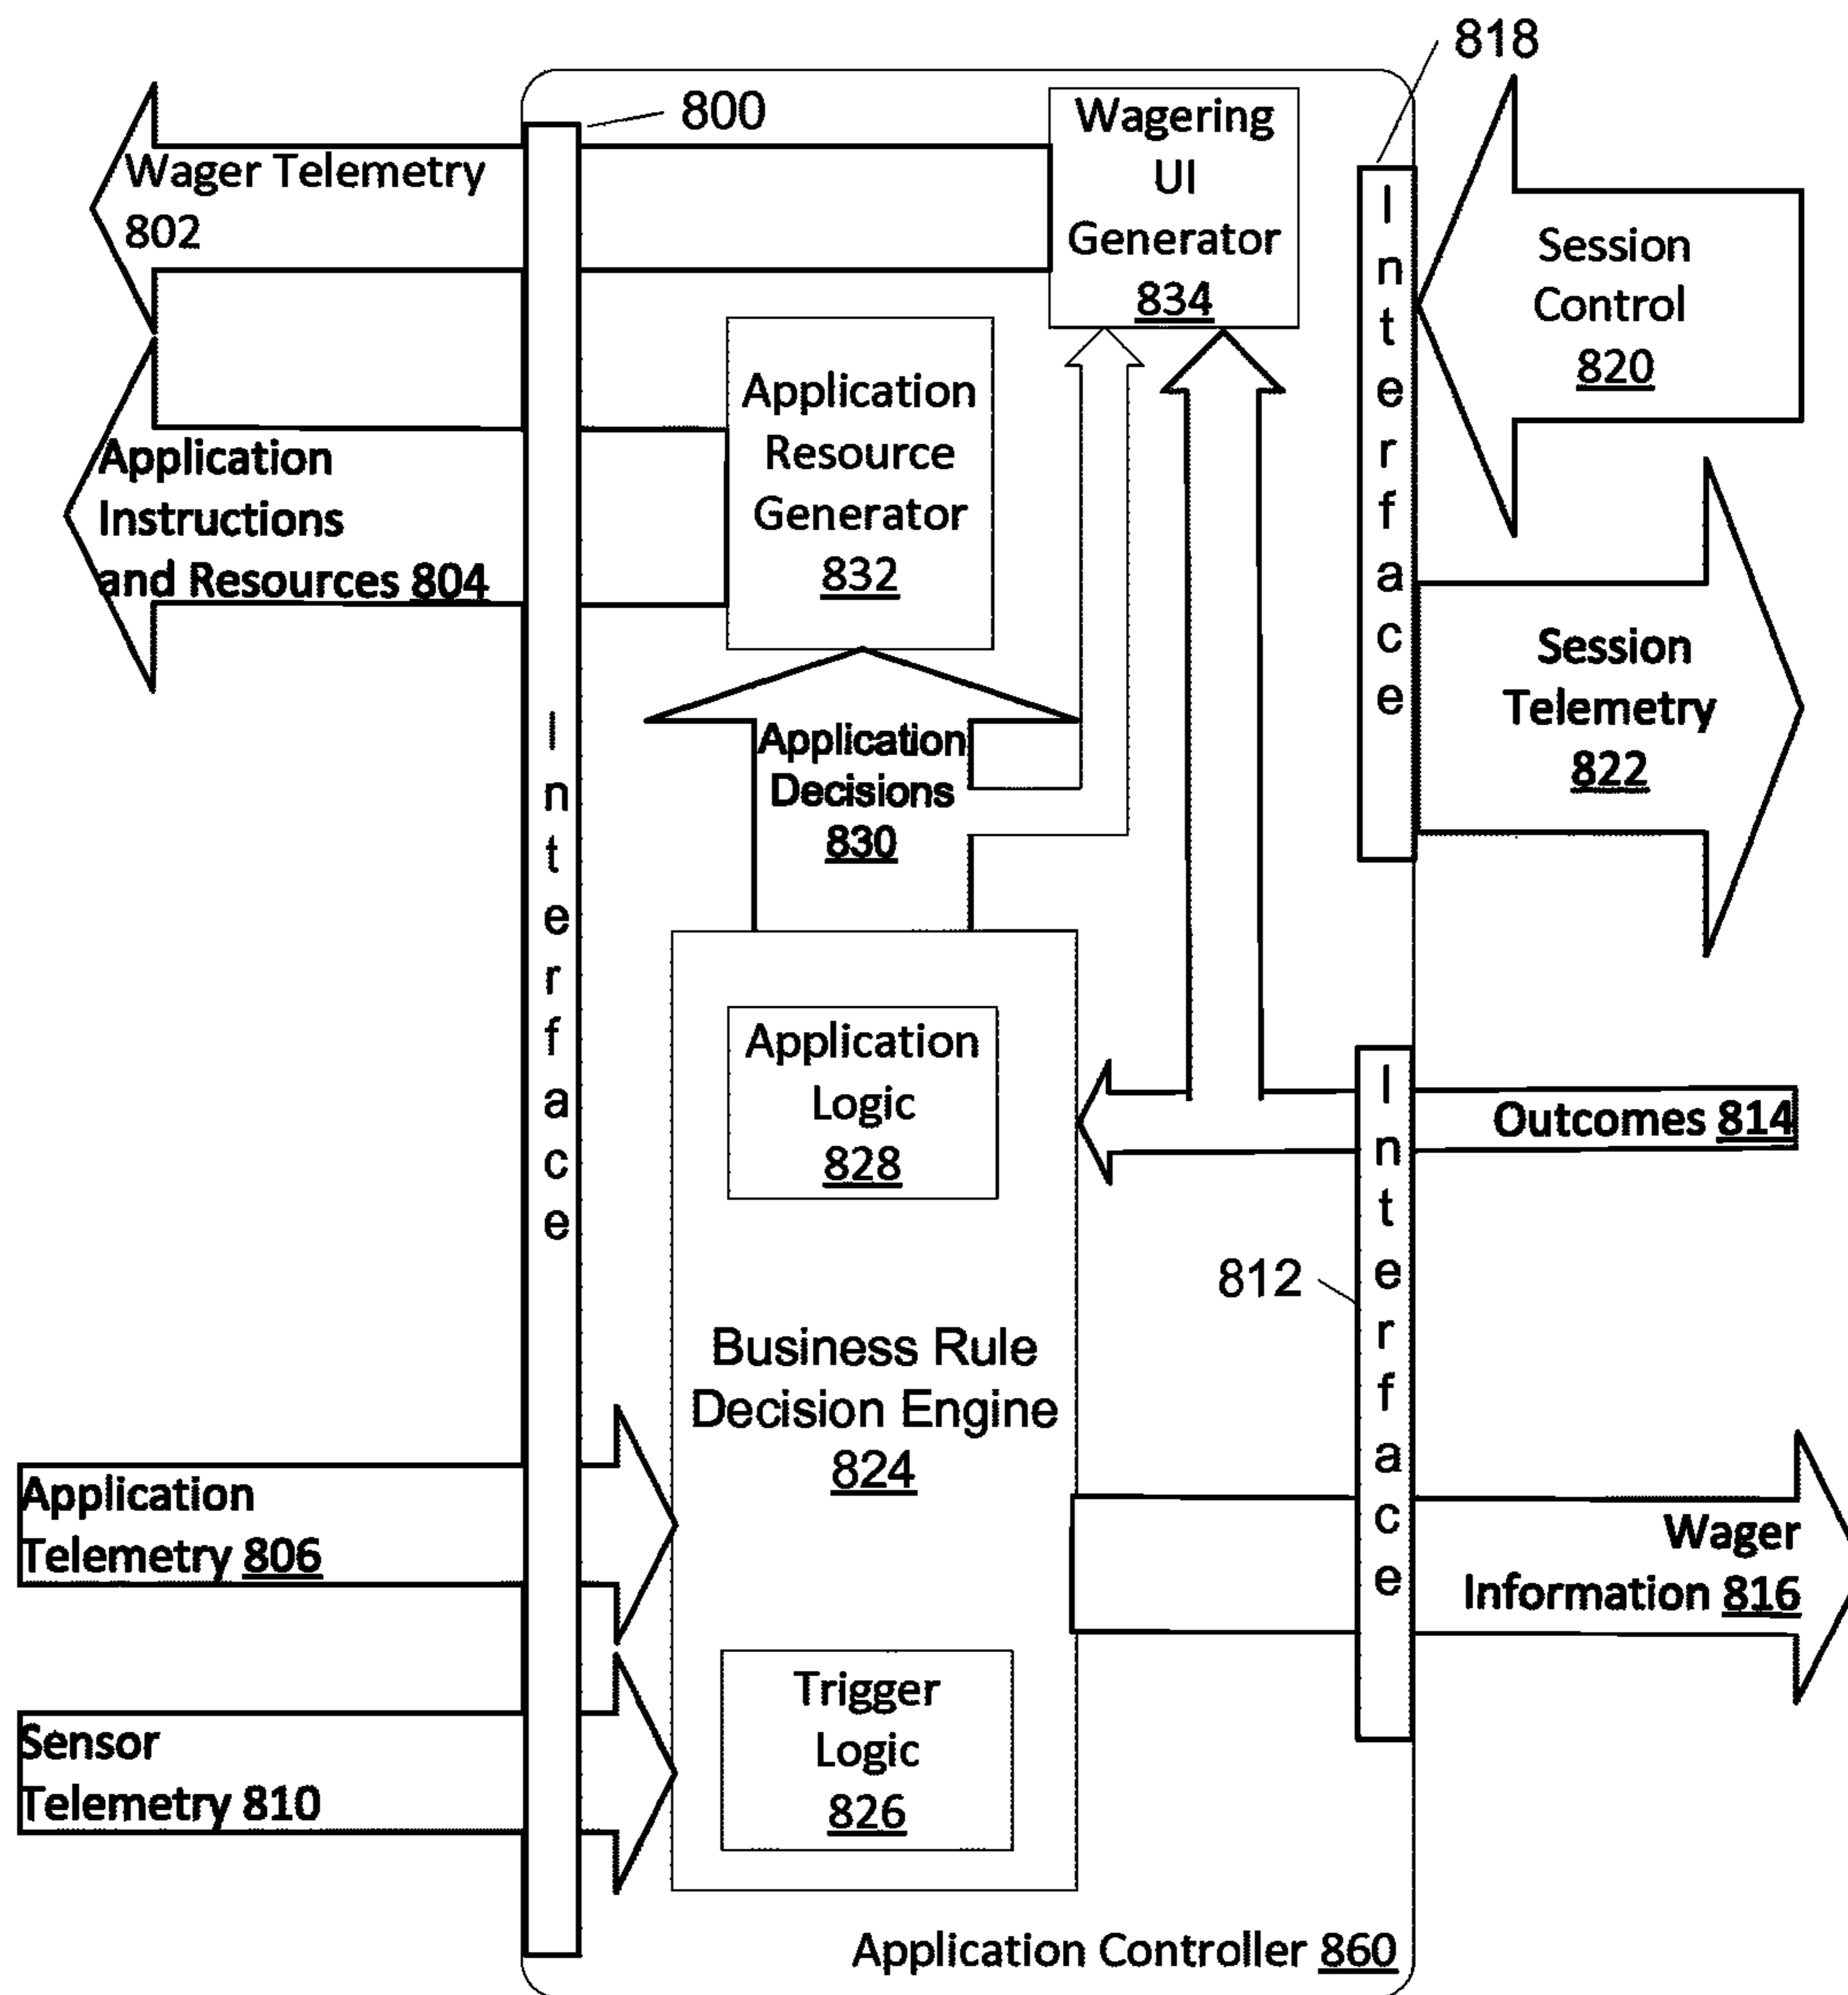 818
800
Wager Telemetry
802
Wagering
UI
Generator
834
Interface
Session
Control
820
Application
Instructions
and Resources 804
Application
Resource
Generator
832
Session
Telemetry
822
Interface
Application
Decisions
830
Application
Logic
828
Interface
Outcomes 814
812
Business Rule
Decision Engine
824
Application
Telemetry 806
Wager
Information 816
Trigger
Logic
826
Sensor
Telemetry 810
Application Controller 860